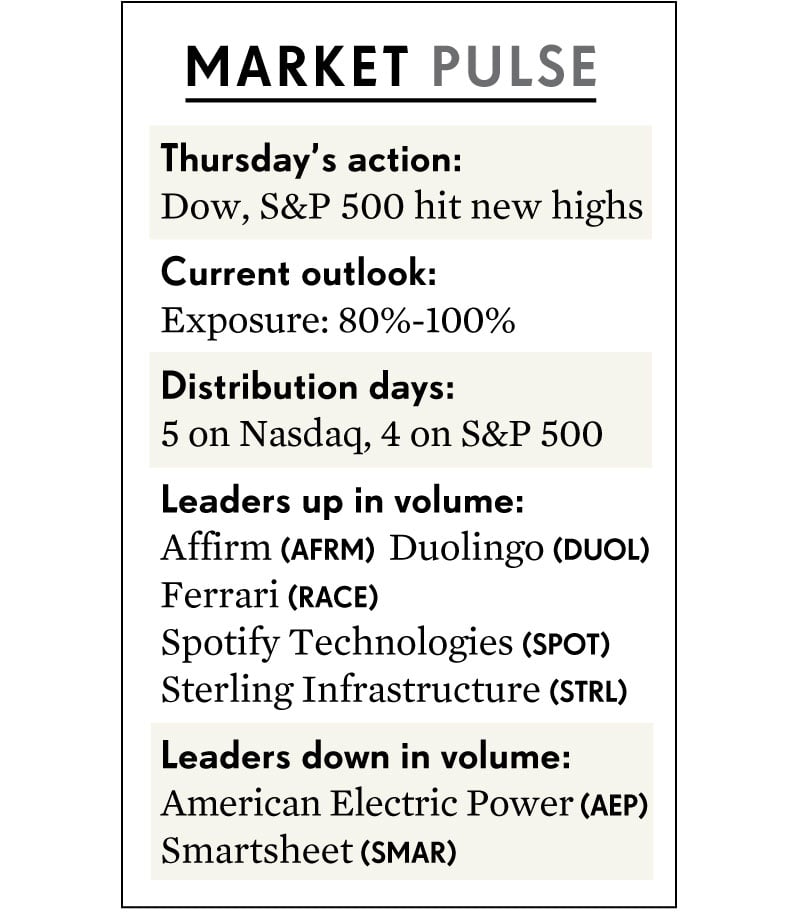 MARKET PULSE
Thursday’s action:
Dow, S&P 500 hit new highs
Current outlook:
Exposure: 80%-100%
Distribution days:
5 on Nasdaq, 4 on S&P 500
Leaders up in volume:
Affirm (AFRM) Duolingo (DUOL)
Ferrari (RACE)
Spotify Technologies (SPOT)
Sterling Infrastructure (STRL)
Leaders down in volume:
American Electric Power (AEP)
Smartsheet (SMAR)